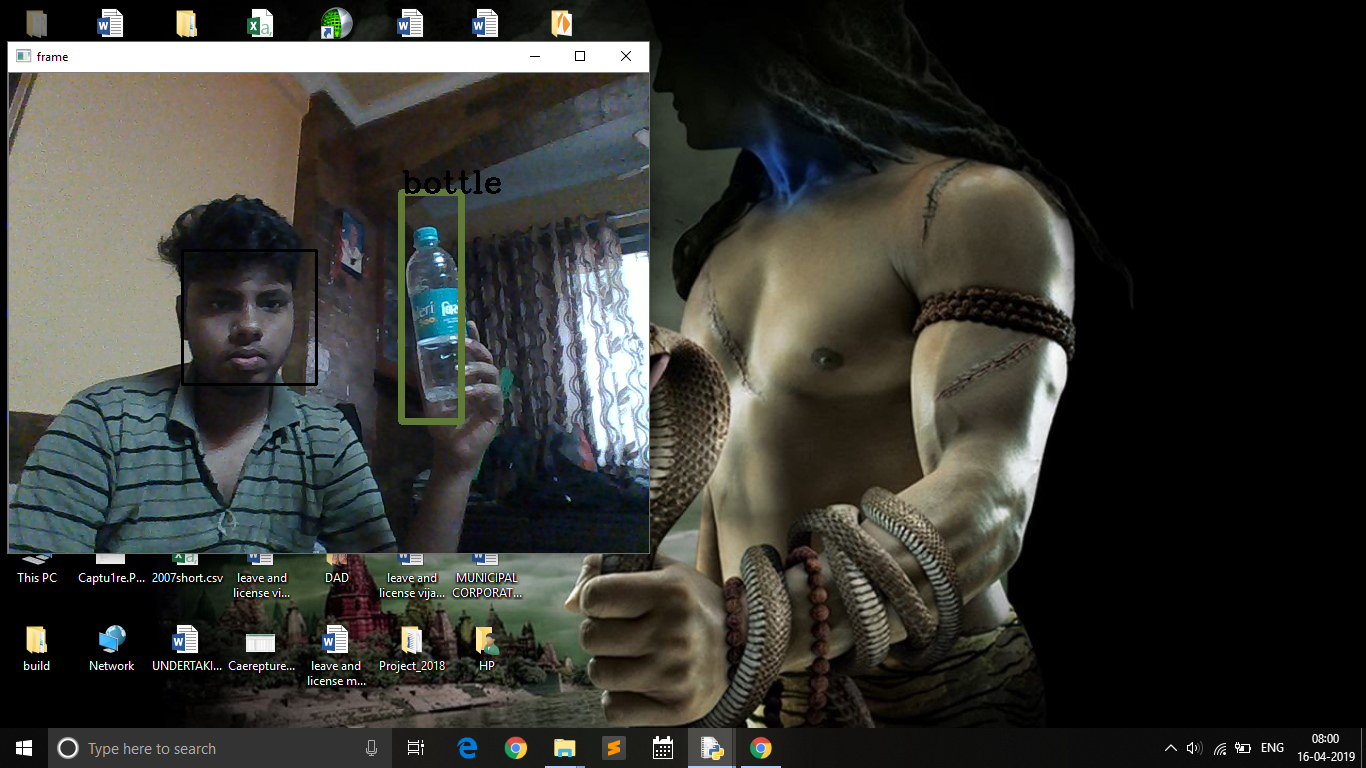 frame
bottle
This PC
Captu1re.P...
2007short.csv
leave and
license vi...
DAD
leave and
license vija...
MUNICIPAL
CORPORAT...
build
Network
UNDERTAKI...
Caerepture...
leave and
license m...
Project_2018
HP
Type here to search
ENG
08:00
16-04-2019